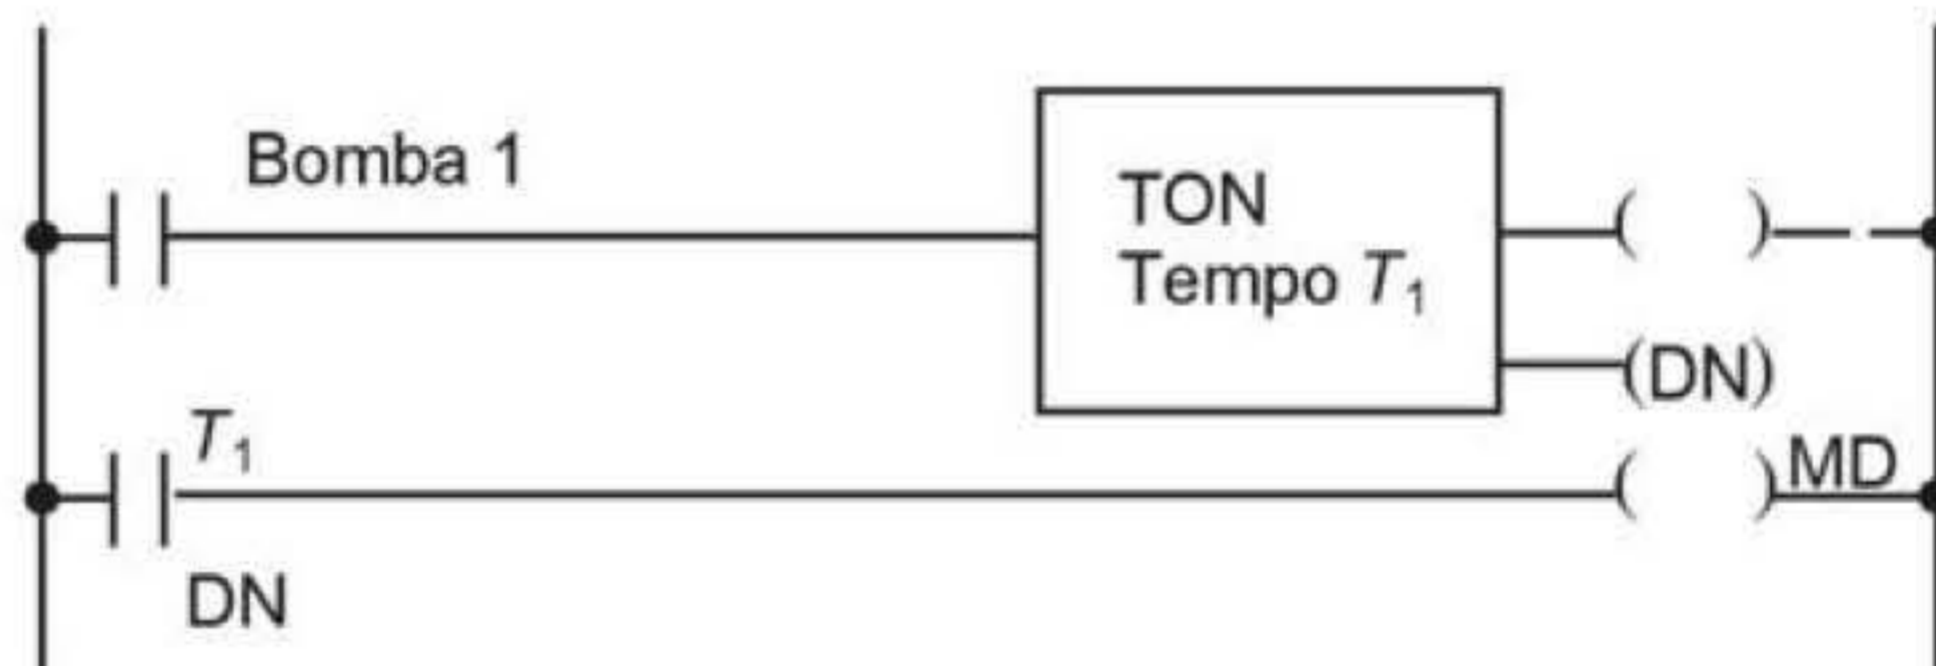 Bomba 1
TON
Tempo T₁
(DN)
T₁
MD
DN